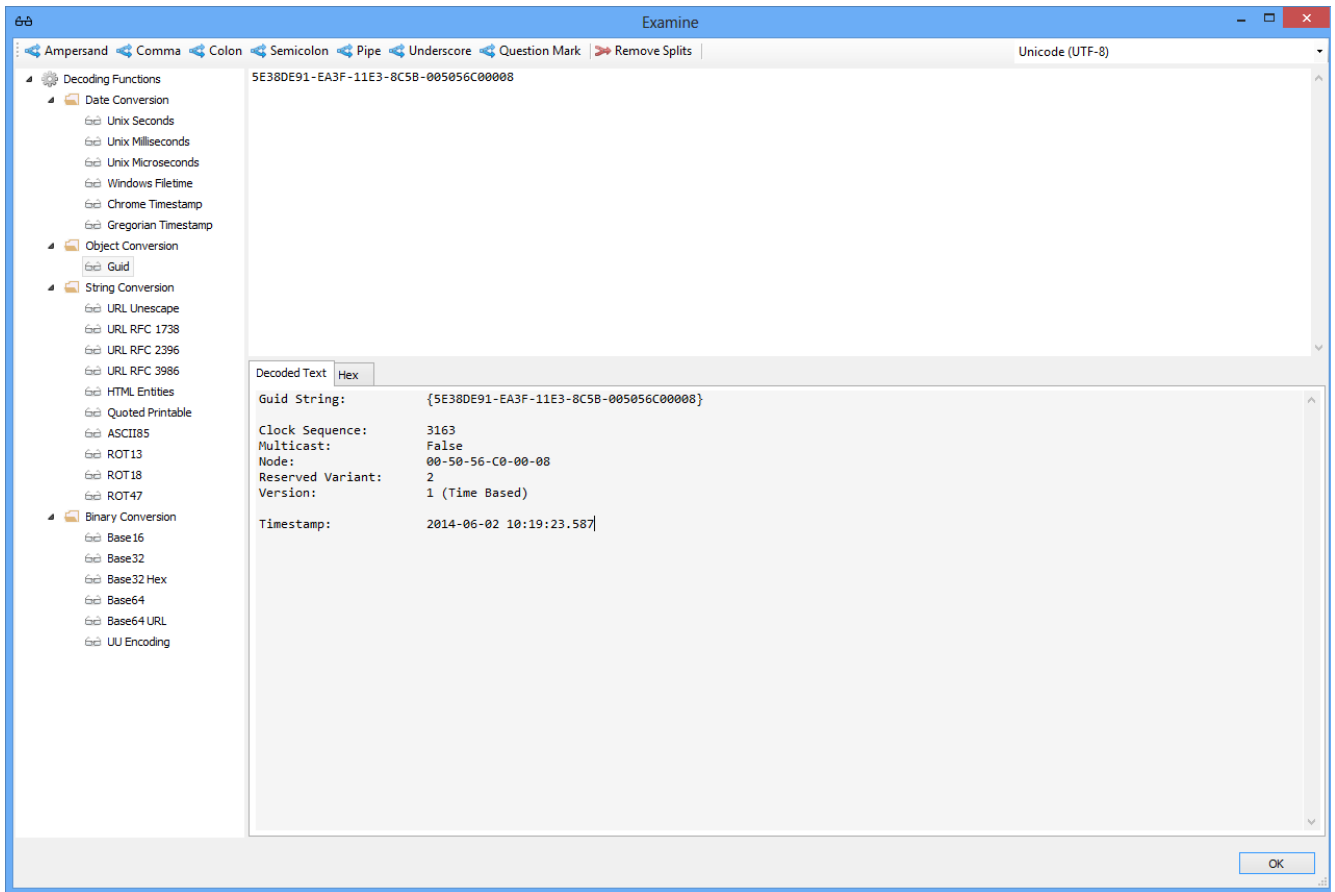 Examine
Ampersand Comma Colon Semicolon Pipe Underscore Question Mark Remove Splits Unicode (UTF-8)
Decoding Functions
Date Conversion
Unix Seconds
Unix Milliseconds
Unix Microseconds
Windows Filetime
Chrome Timestamp
Gregorian Timestamp
Object Conversion
Guid
String Conversion
URL Unescape
URL RFC 1738
URL RFC 2396
URL RFC 3986
HTML Entities
Quoted Printable
ASCII85
ROT13
ROT18
ROT47
Binary Conversion
Base16
Base32
Base32 Hex
Base64
Base64 URL
UU Encoding
5E38DE91-EA3F-11E3-8C5B-005056C00008
Decoded Text Hex
Guid String: {5E38DE91-EA3F-11E3-8C5B-005056C00008}
Clock Sequence: 3163
Multicast: False
Node: 00-50-56-C0-00-08
Reserved Variant: 2
Version: 1 (Time Based)
Timestamp: 2014-06-02 10:19:23.587
OK